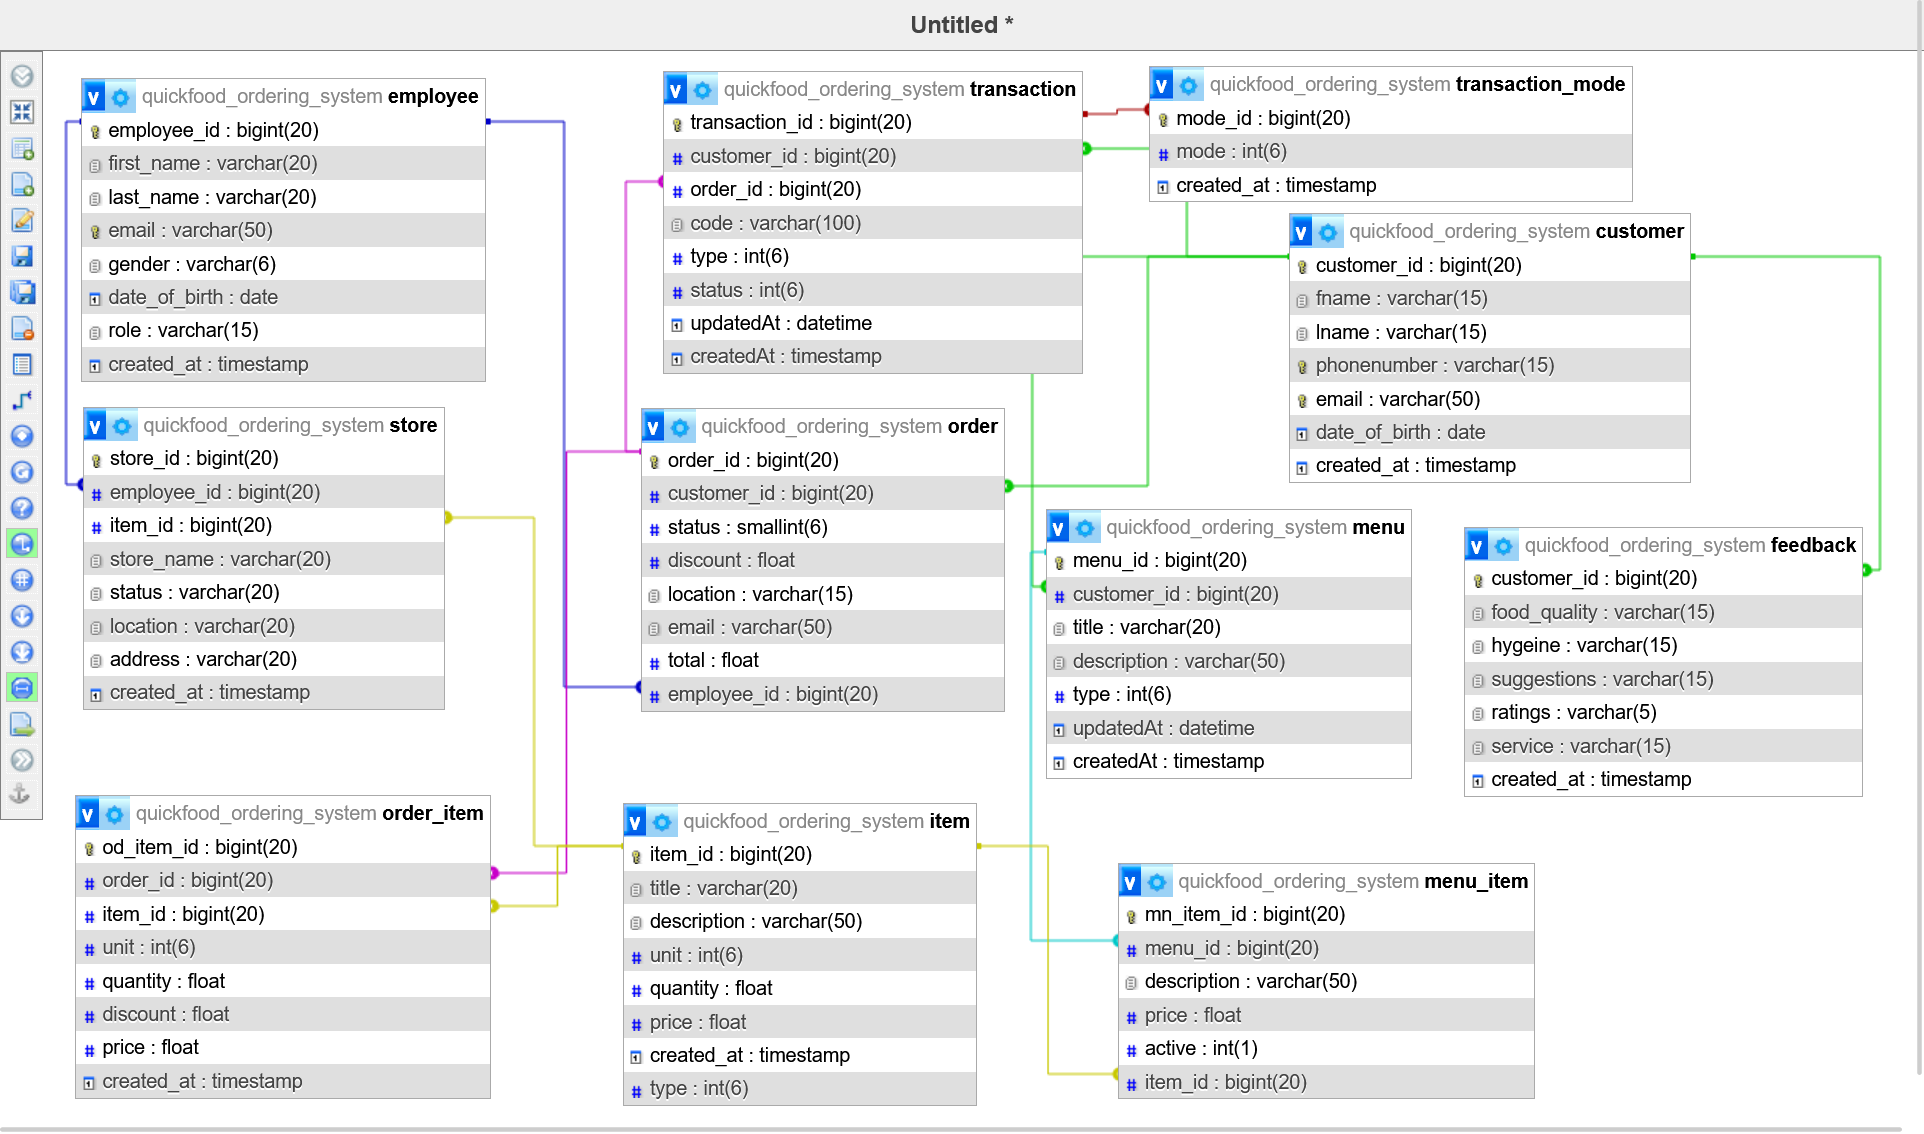 Untitled *
quickfood_ordering_system employee
employee_id : bigint(20)
first_name : varchar(20)
last_name : varchar(20)
email : varchar(50)
gender : varchar(6)
date_of_birth : date
role : varchar(15)
created_at : timestamp
quickfood_ordering_system transaction
transaction_id : bigint(20)
customer_id : bigint(20)
order_id : bigint(20)
code : varchar(100)
type : int(6)
status : int(6)
updatedAt : datetime
createdAt : timestamp
quickfood_ordering_system transaction_mode
mode_id : bigint(20)
mode : int(6)
created_at : timestamp
quickfood_ordering_system customer
customer_id : bigint(20)
fname : varchar(15)
lname : varchar(15)
phonenumber : varchar(15)
email : varchar(50)
date_of_birth : date
created_at : timestamp
quickfood_ordering_system store
store_id : bigint(20)
employee_id : bigint(20)
item_id : bigint(20)
store_name : varchar(20)
status : varchar(20)
location : varchar(20)
address : varchar(20)
created_at : timestamp
quickfood_ordering_system order
order_id : bigint(20)
customer_id : bigint(20)
status : smallint(6)
discount : float
location : varchar(15)
email : varchar(50)
total : float
employee_id : bigint(20)
quickfood_ordering_system menu
menu_id : bigint(20)
customer_id : bigint(20)
title : varchar(20)
description : varchar(50)
type : int(6)
updatedAt : datetime
createdAt : timestamp
quickfood_ordering_system feedback
customer_id : bigint(20)
food_quality : varchar(15)
hygeine : varchar(15)
suggestions : varchar(15)
ratings : varchar(5)
service : varchar(15)
created_at : timestamp
quickfood_ordering_system order_item
od_item_id : bigint(20)
order_id : bigint(20)
item_id : bigint(20)
unit : int(6)
quantity : float
discount : float
price : float
created_at : timestamp
quickfood_ordering_system item
item_id : bigint(20)
title : varchar(20)
description : varchar(50)
unit : int(6)
quantity : float
price : float
created_at : timestamp
type : int(6)
quickfood_ordering_system menu_item
mn_item_id : bigint(20)
menu_id : bigint(20)
description : varchar(50)
price : float
active : int(1)
item_id : bigint(20)